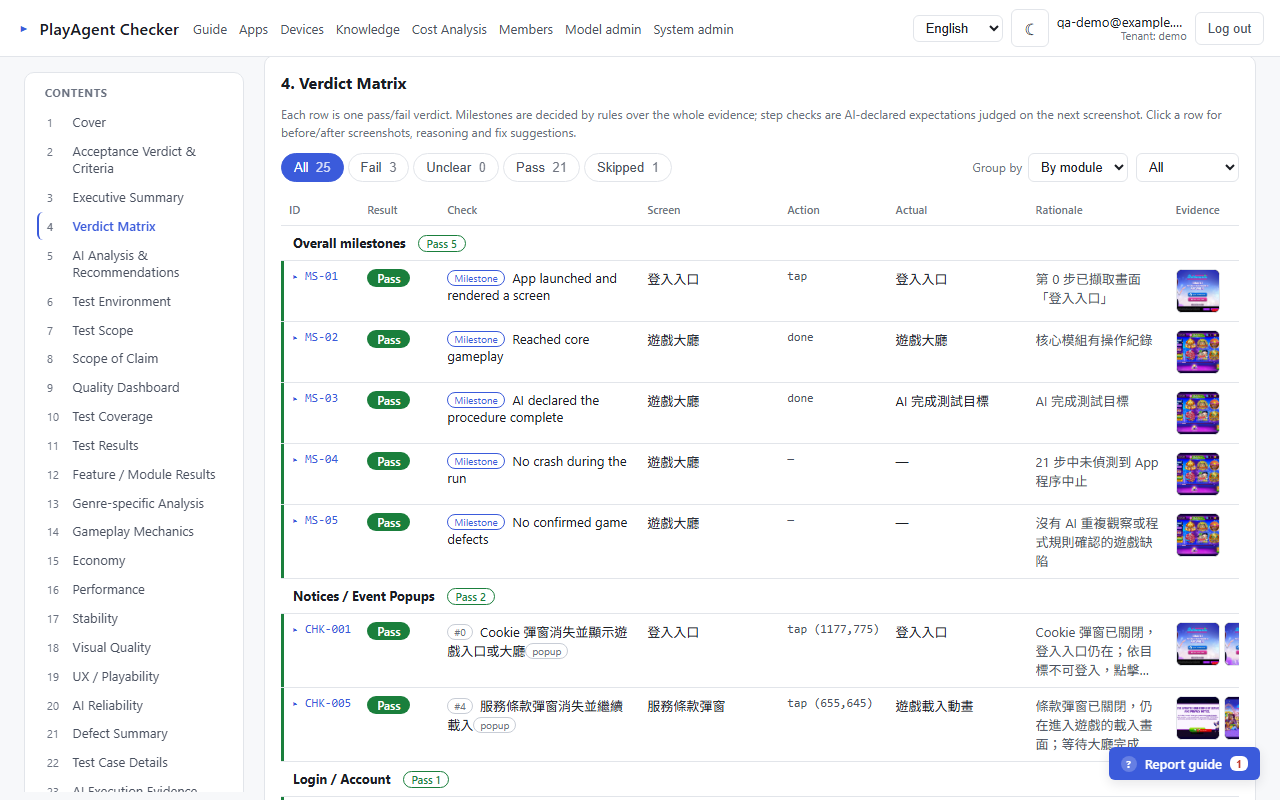 PlayAgent Checker Guide Apps Devices Knowledge Cost Analysis Members Model admin System admin English qa-demo@example.... Tenant: demo Log out
CONTENTS
1 Cover
2 Acceptance Verdict &
Criteria
3 Executive Summary
4 Verdict Matrix
5 AI Analysis &
Recommendations
6 Test Environment
7 Test Scope
8 Scope of Claim
9 Quality Dashboard
10 Test Coverage
11 Test Results
12 Feature / Module Results
13 Genre-specific Analysis
14 Gameplay Mechanics
15 Economy
16 Performance
17 Stability
18 Visual Quality
19 UX / Playability
20 AI Reliability
21 Defect Summary
22 Test Case Details
23 AI Execution Evidence
4. Verdict Matrix
Each row is one pass/fail verdict. Milestones are decided by rules over the whole evidence; step checks are AI-declared expectations judged on the next screenshot. Click a row for
before/after screenshots, reasoning and fix suggestions.
All 25 Fail 3 Unclear 0 Pass 21 Skipped 1 Group by By module All
ID Result Check Screen Action Actual Rationale Evidence
Overall milestones Pass 5
MS-01 Pass Milestone App launched and 登入入口 tap 登入入口 第 0 步已擷取畫面
rendered a screen 「登入入口」
MS-02 Pass Milestone Reached core 遊戲大廳 done 遊戲大廳 核心模組有操作紀錄
gameplay
MS-03 Pass Milestone AI declared the 遊戲大廳 done AI 完成測試目標 AI 完成測試目標
procedure complete
MS-04 Pass Milestone No crash during the 遊戲大廳 — — 21 步中未偵測到 App
run 程序中止
MS-05 Pass Milestone No confirmed game 遊戲大廳 — — 沒有 AI 重複觀察或程
defects 式規則確認的遊戲缺
陷
Notices / Event Popups Pass 2
CHK-001 Pass #0 Cookie 彈窗消失並顯示遊 登入入口 tap (1177,775) 登入入口 Cookie 彈窗已關閉，
戲入口或大廳 popup 登入入口仍在；依目
標不可登入，點擊...
CHK-005 Pass #4 服務條款彈窗消失並繼續 服務條款彈窗 tap (655,645) 遊戲載入動畫 條款彈窗已關閉，仍
載入 popup 在進入遊戲的載入畫
面；等待大廳完成
Login / Account Pass 1
? Report guide 1